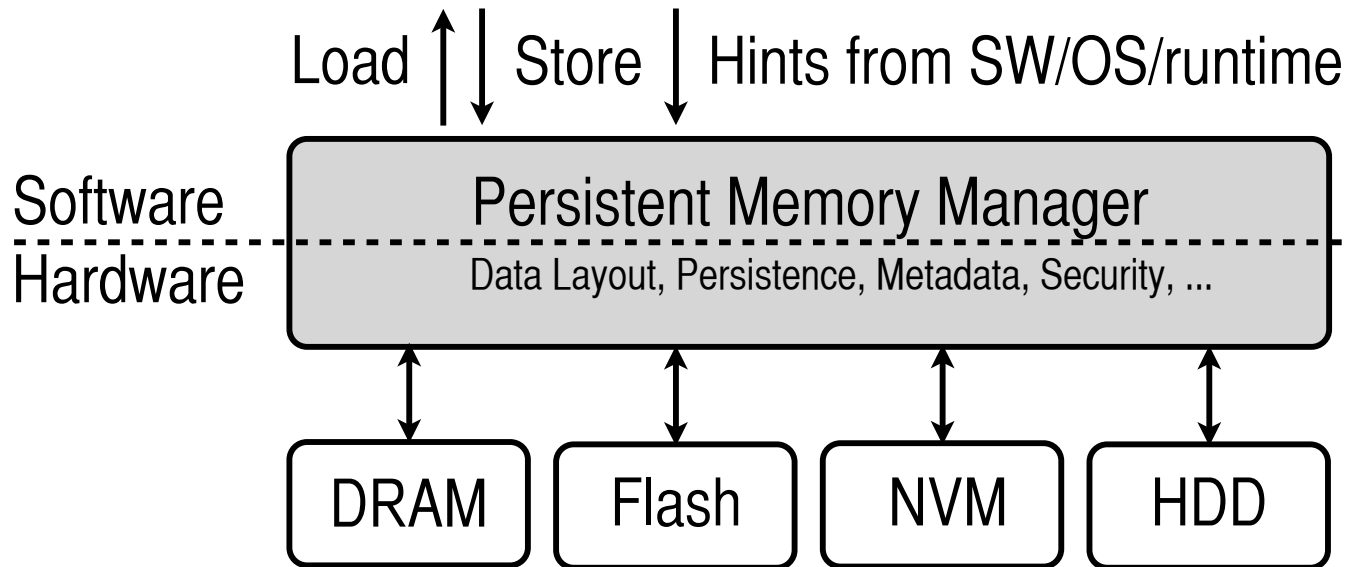 Load Store Hints from SW/OS/runtime
Software
Persistent Memory Manager
Hardware
Data Layout, Persistence, Metadata, Security, ...
DRAM Flash NVM HDD